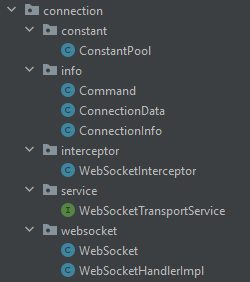 connection
constant
ConstantPool
info
Command
ConnectionData
ConnectionInfo
interceptor
WebSocketInterceptor
service
WebSocketTransportService
websocket
WebSocket
WebSocketHandlerImpl